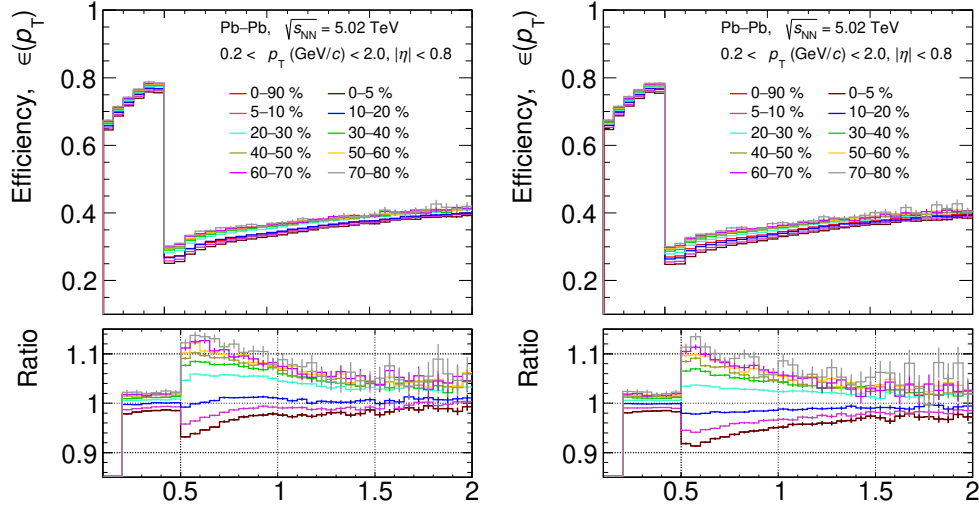 Pb–Pb, √sNN = 5.02 TeV
0.2 < pT (GeV/c) < 2.0, |η| < 0.8
Efficiency, ∈(pT)
1
0.8
0.6
0.4
0.2
0–90 % 0–5 %
5–10 % 10–20 %
20–30 % 30–40 %
40–50 % 50–60 %
60–70 % 70–80 %
Ratio
1.1
1
0.9
0.5 1 1.5 2
Pb–Pb, √sNN = 5.02 TeV
0.2 < pT (GeV/c) < 2.0, |η| < 0.8
Efficiency, ∈(pT)
1
0.8
0.6
0.4
0.2
0–90 % 0–5 %
5–10 % 10–20 %
20–30 % 30–40 %
40–50 % 50–60 %
60–70 % 70–80 %
Ratio
1.1
1
0.9
0.5 1 1.5 2